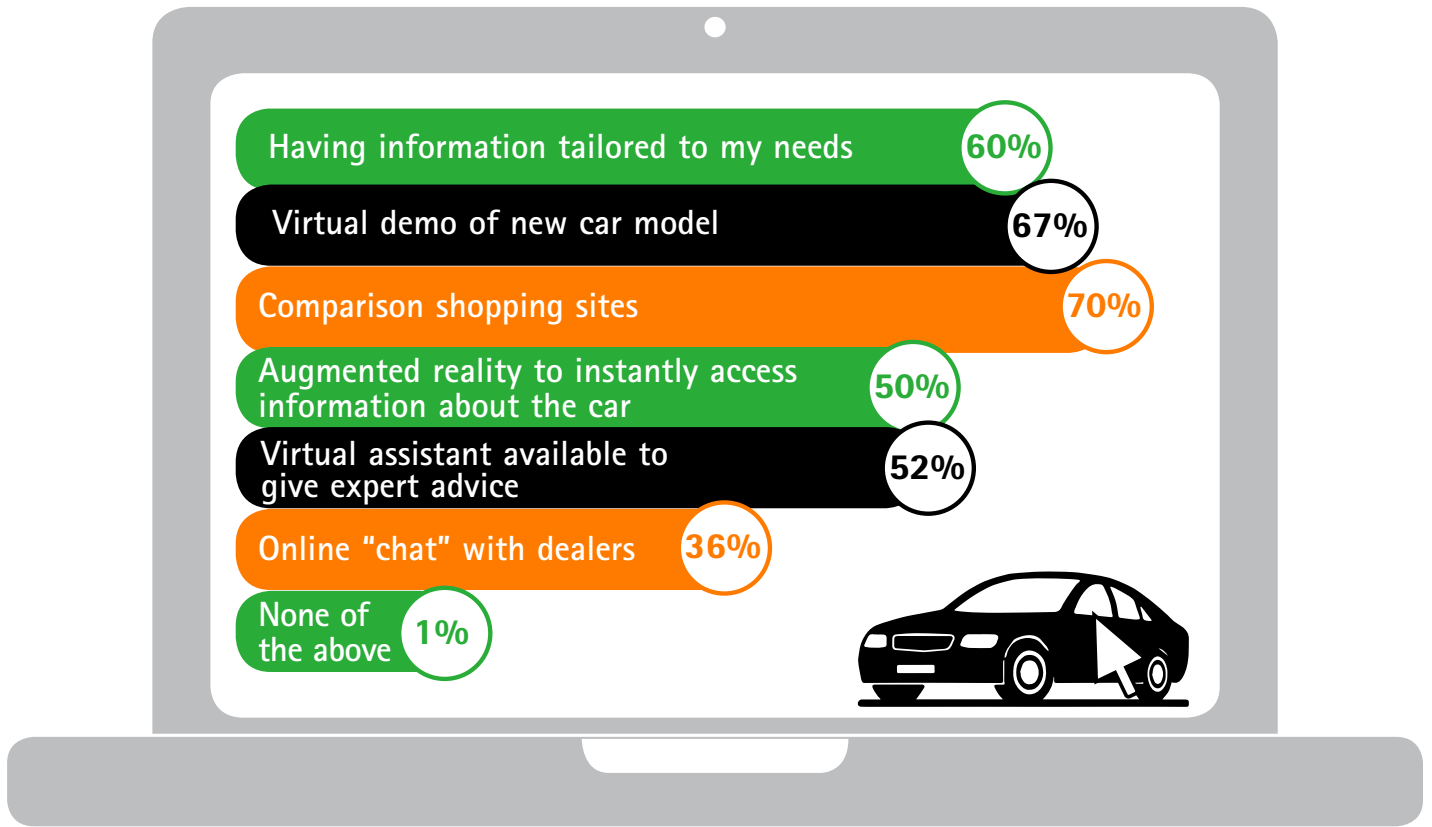 Having information tailored to my needs 60%
Virtual demo of new car model 67%
Comparison shopping sites 70%
Augmented reality to instantly access
information about the car 50%
Virtual assistant available to
give expert advice 52%
Online “chat” with dealers 36%
None of
the above 1%